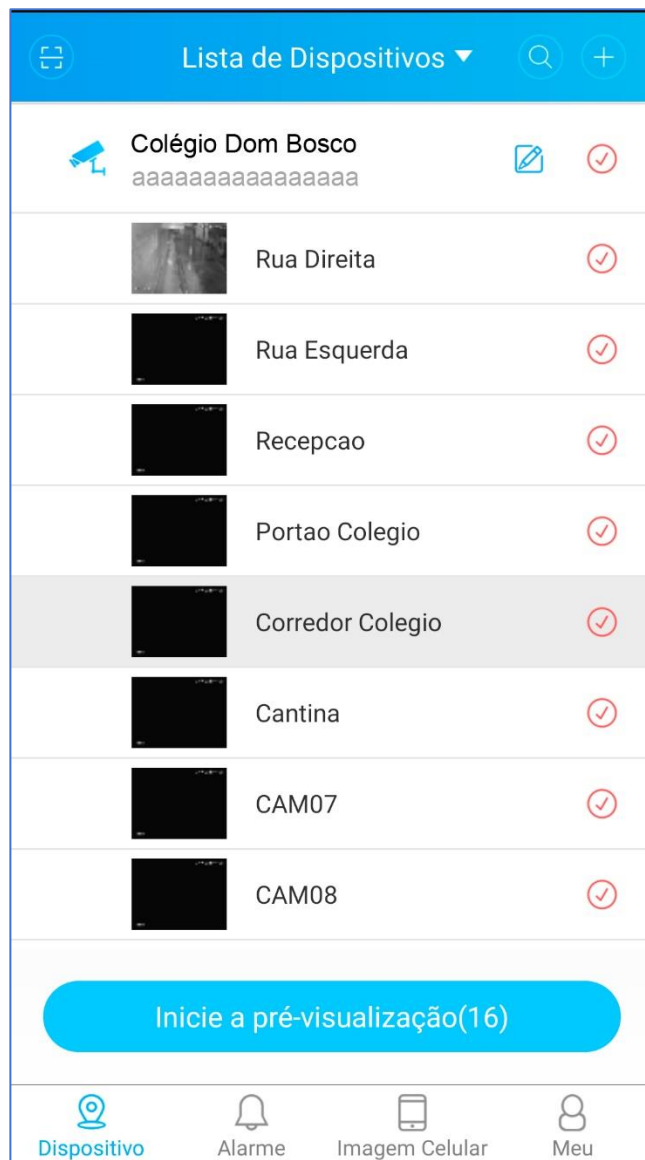 Lista de Dispositivos
Colégio Dom Bosco
aaaaaaaaaaaaaaaa
Rua Direita
Rua Esquerda
Recepcao
Portao Colegio
Corredor Colegio
Cantina
CAM07
CAM08
Inicie a pré-visualização(16)
Dispositivo Alarme Imagem Celular Meu